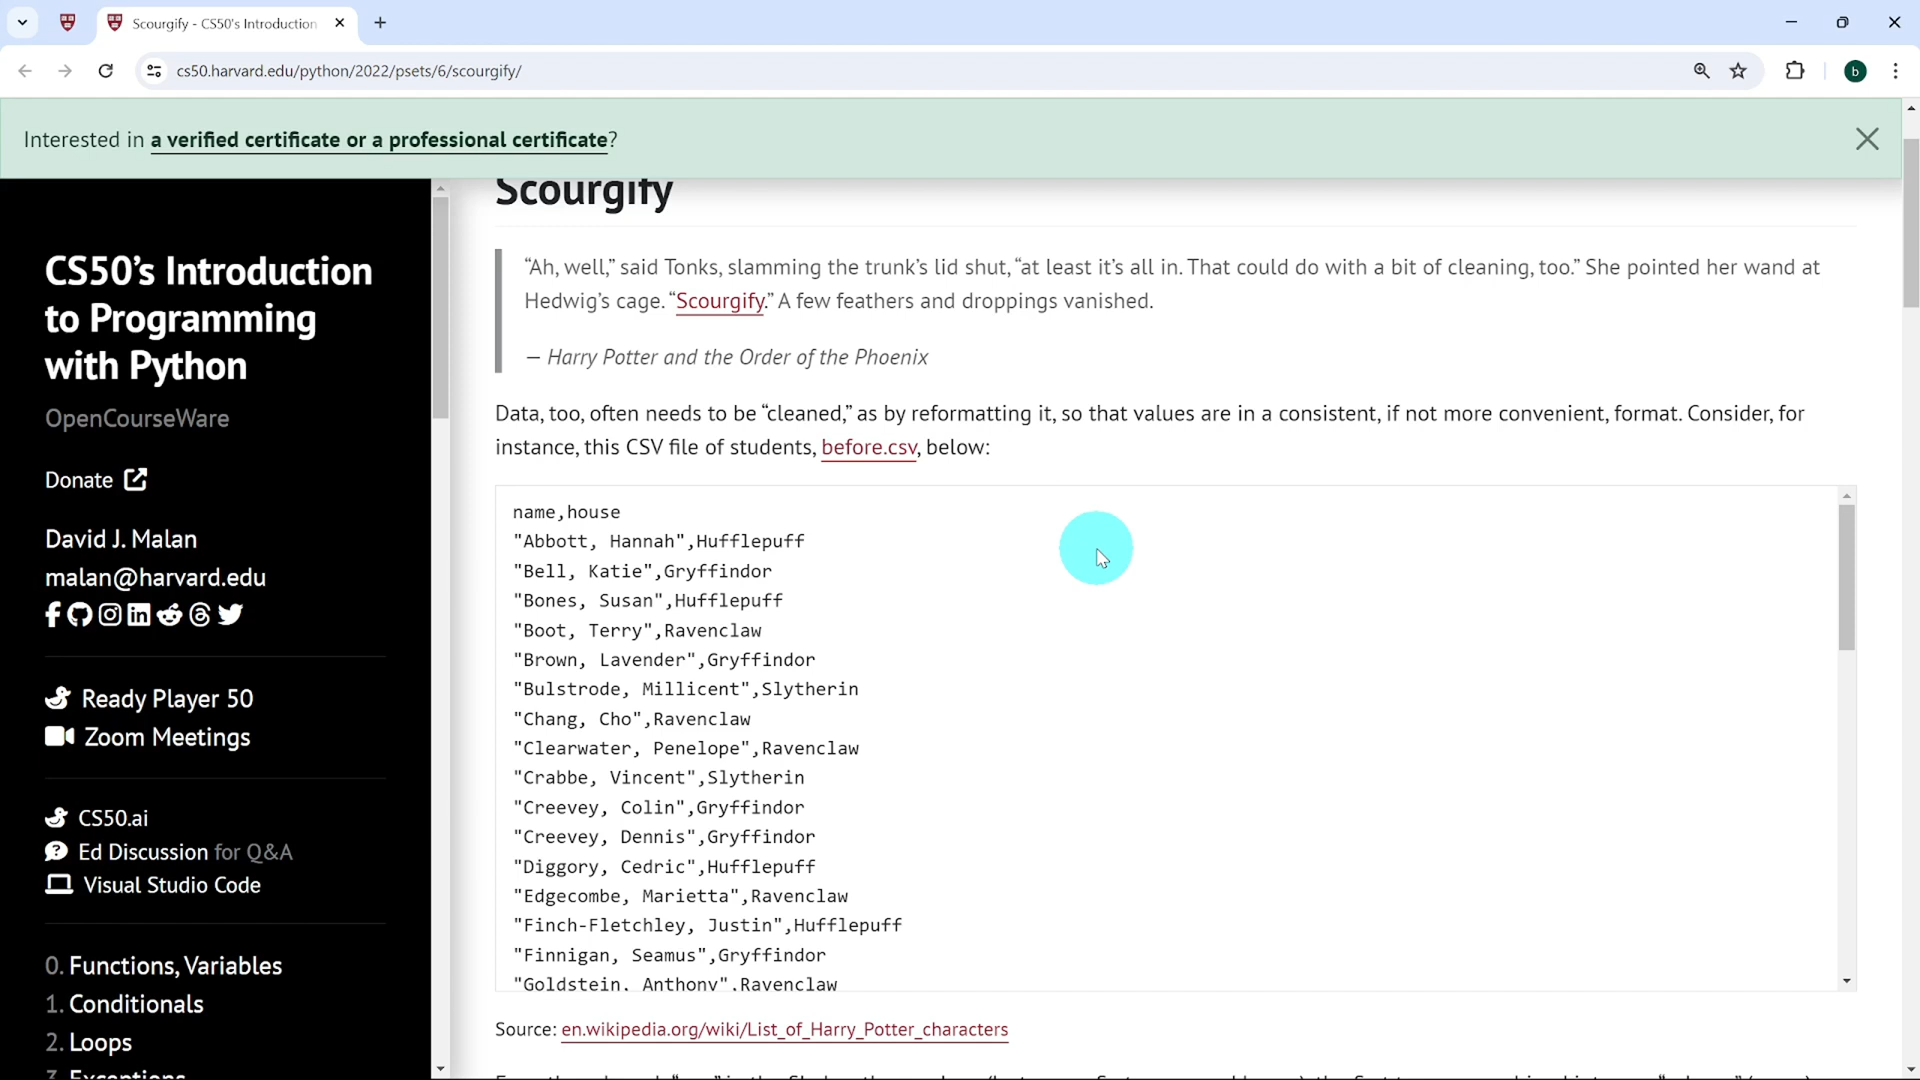 Scourgify - CS50's Introduction
cs50.harvard.edu/python/2022/psets/6/scourgify/
b
Interested in a verified certificate or a professional certificate?
CS50's Introduction
to Programming
with Python
OpenCourseWare
Donate
David J. Malan
malan@harvard.edu
Ready Player 50
Zoom Meetings
CS50.ai
Ed Discussion for Q&A
Visual Studio Code
0. Functions, Variables
1. Conditionals
2. Loops
3. Exceptions
Scourgify
“Ah, well,” said Tonks, slamming the trunk’s lid shut, “at least it’s all in. That could do with a bit of cleaning, too.” She pointed her wand at
Hedwig’s cage. “Scourgify.” A few feathers and droppings vanished.
— Harry Potter and the Order of the Phoenix
Data, too, often needs to be “cleaned,” as by reformatting it, so that values are in a consistent, if not more convenient, format. Consider, for
instance, this CSV file of students, before.csv, below:
name,house
"Abbott, Hannah",Hufflepuff
"Bell, Katie",Gryffindor
"Bones, Susan",Hufflepuff
"Boot, Terry",Ravenclaw
"Brown, Lavender",Gryffindor
"Bulstrode, Millicent",Slytherin
"Chang, Cho",Ravenclaw
"Clearwater, Penelope",Ravenclaw
"Crabbe, Vincent",Slytherin
"Creevey, Colin",Gryffindor
"Creevey, Dennis",Gryffindor
"Diggory, Cedric",Hufflepuff
"Edgecombe, Marietta",Ravenclaw
"Finch-Fletchley, Justin",Hufflepuff
"Finnigan, Seamus",Gryffindor
"Goldstein, Anthony",Ravenclaw
Source: en.wikipedia.org/wiki/List_of_Harry_Potter_characters